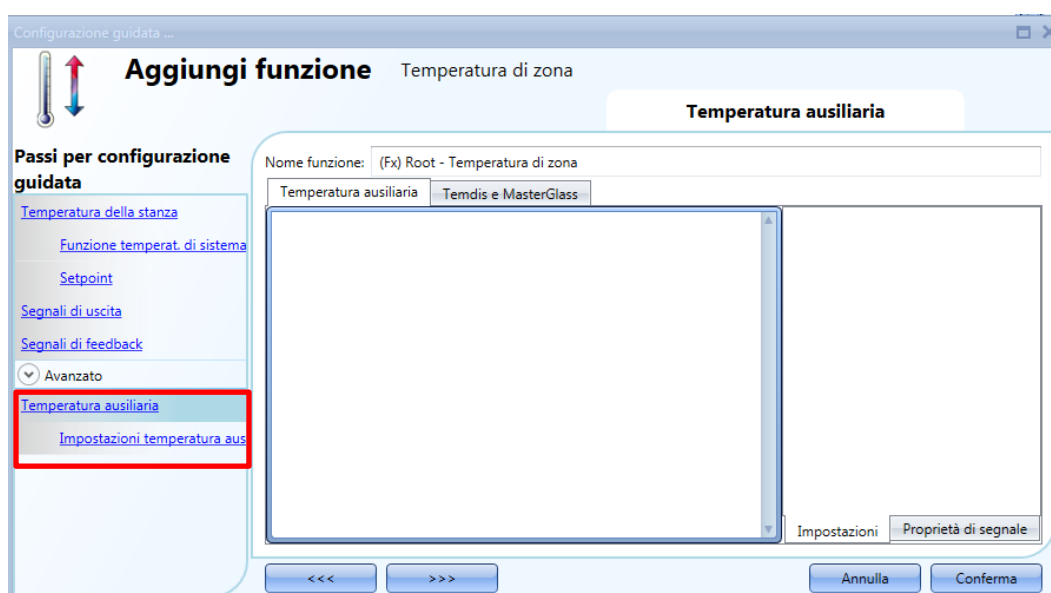 Configurazione guidata ...
Aggiungi funzione Temperatura di zona
Temperatura ausiliaria
Passi per configurazione
guidata
Temperatura della stanza
Funzione temperat. di sistema
Setpoint
Segnali di uscita
Segnali di feedback
Avanzato
Temperatura ausiliaria
Impostazioni temperatura aus
Nome funzione: (Fx) Root - Temperatura di zona
Temperatura ausiliaria Temdis e MasterGlass
Impostazioni Proprietà di segnale
<<< >>> Annulla Conferma